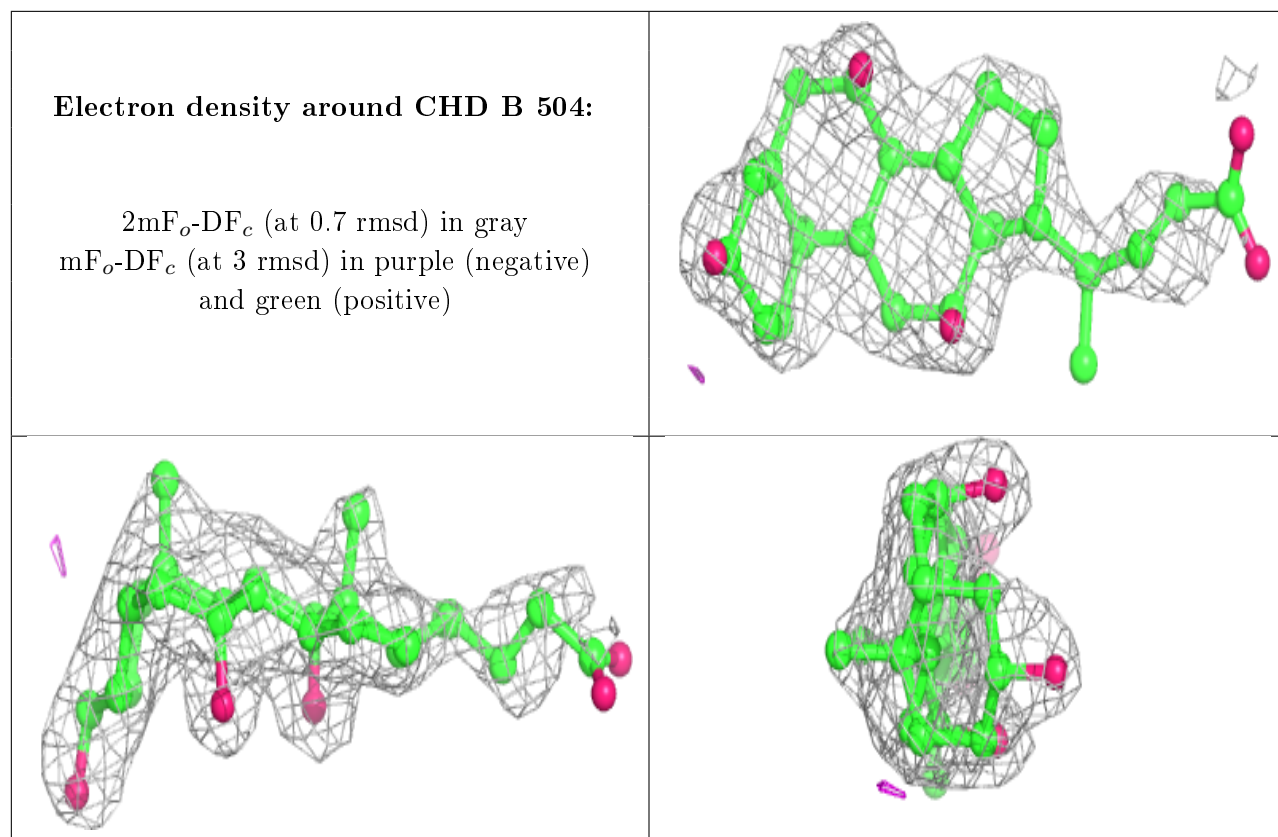 Electron density around CHD B 504:
2mF$_o$-DF$_c$ (at 0.7 rmsd) in gray
mF$_o$-DF$_c$ (at 3 rmsd) in purple (negative)
and green (positive)